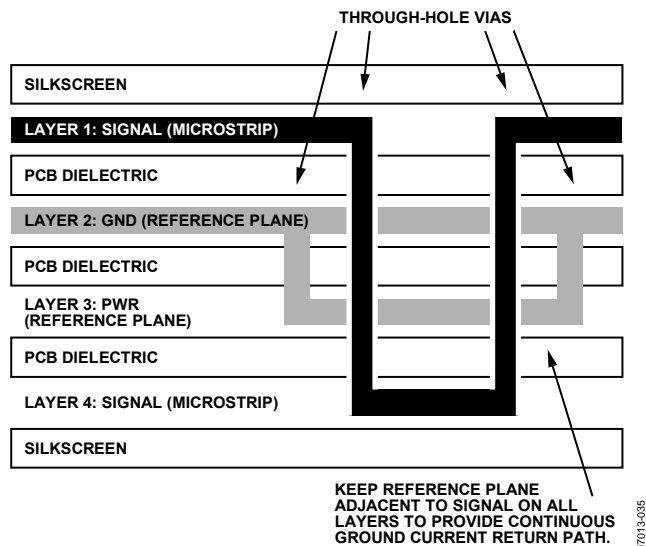 THROUGH-HOLE VIAS
SILKSCREEN
LAYER 1: SIGNAL (MICROSTRIP)
PCB DIELECTRIC
LAYER 2: GND (REFERENCE PLANE)
PCB DIELECTRIC
LAYER 3: PWR
(REFERENCE PLANE)
PCB DIELECTRIC
LAYER 4: SIGNAL (MICROSTRIP)
SILKSCREEN
KEEP REFERENCE PLANE
ADJACENT TO SIGNAL ON ALL
LAYERS TO PROVIDE CONTINUOUS
GROUND CURRENT RETURN PATH.
07013-035